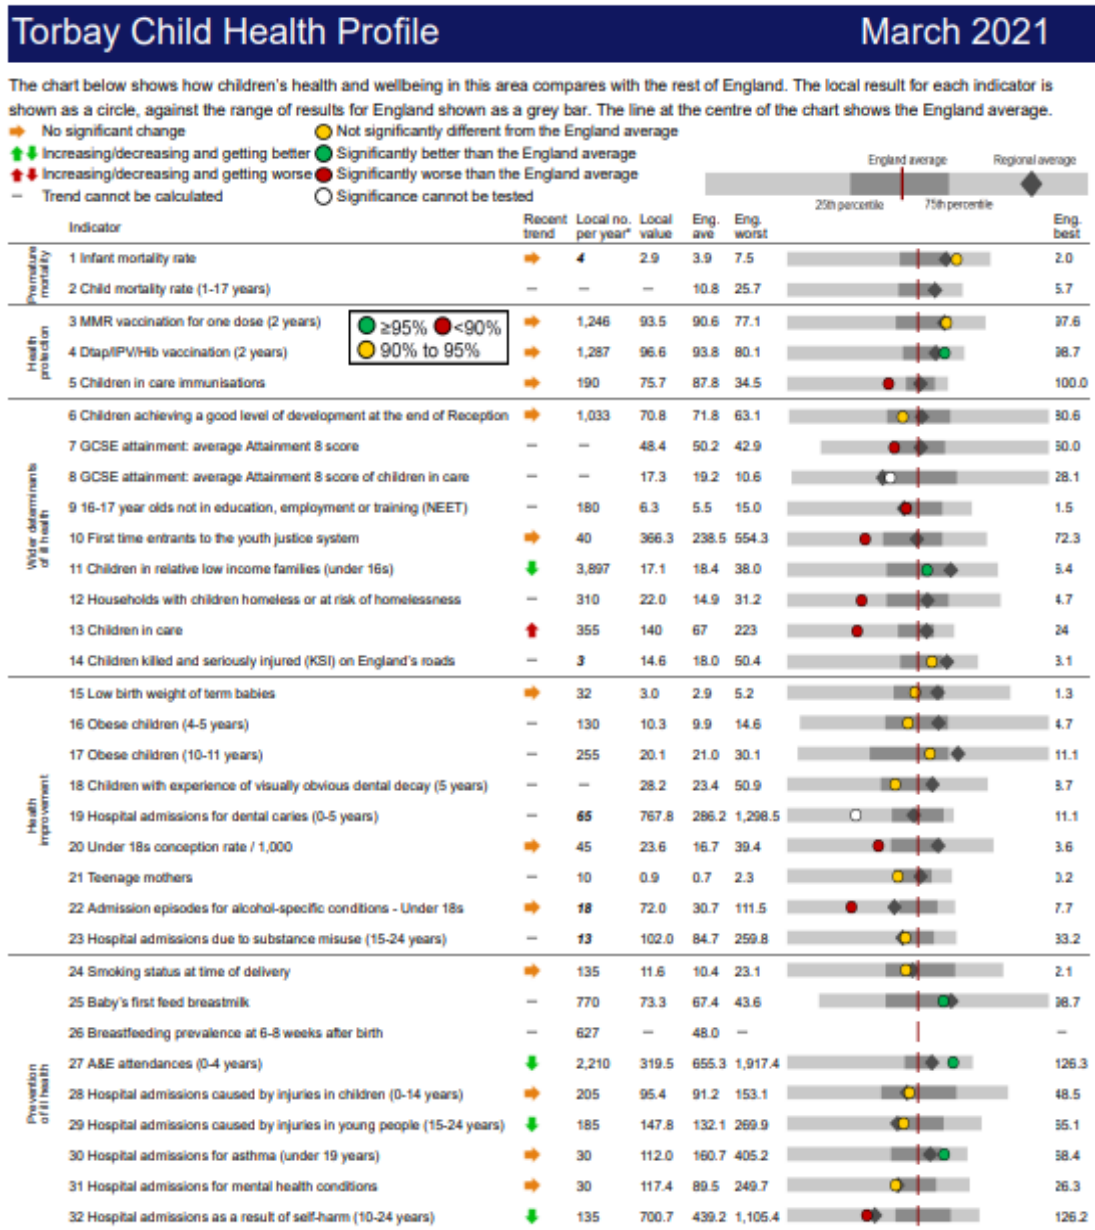 Torbay Child Health Profile March 2021
The chart below shows how children's health and wellbeing in this area compares with the rest of England. The local result for each indicator is
shown as a circle, against the range of results for England shown as a grey bar. The line at the centre of the chart shows the England average.
No significant change Not significantly different from the England average
Increasing/decreasing and getting better Significantly better than the England average
Increasing/decreasing and getting worse Significantly worse than the England average
– Trend cannot be calculated Significance cannot be tested
England average Regional average
25th percentile 75th percentile
Indicator Recent trend Local no. per year* Local value Eng. ave Eng. worst Eng. best
Premature mortality
1 Infant mortality rate 4 2.9 3.9 7.5 2.0
2 Child mortality rate (1-17 years) – – – 10.8 25.7 5.7
Health protection
3 MMR vaccination for one dose (2 years) 1,246 93.5 90.6 77.1 97.6
≥95% <90%
90% to 95%
4 Dtap/IPV/Hib vaccination (2 years) 1,287 96.6 93.8 80.1 98.7
5 Children in care immunisations 190 75.7 87.8 34.5 100.0
Wider determinants of ill health
6 Children achieving a good level of development at the end of Reception 1,033 70.8 71.8 63.1 80.6
7 GCSE attainment: average Attainment 8 score – – 48.4 50.2 42.9 60.0
8 GCSE attainment: average Attainment 8 score of children in care – – 17.3 19.2 10.6 28.1
9 16-17 year olds not in education, employment or training (NEET) – 180 6.3 5.5 15.0 1.5
10 First time entrants to the youth justice system 40 366.3 238.5 554.3 72.3
11 Children in relative low income families (under 16s) 3,897 17.1 18.4 38.0 .4
12 Households with children homeless or at risk of homelessness – 310 22.0 14.9 31.2 4.7
13 Children in care 355 140 67 223 24
14 Children killed and seriously injured (KSI) on England's roads – 3 14.6 18.0 50.4 3.1
Health improvement
15 Low birth weight of term babies 32 3.0 2.9 5.2 1.3
16 Obese children (4-5 years) – 130 10.3 9.9 14.6 4.7
17 Obese children (10-11 years) – 255 20.1 21.0 30.1 11.1
18 Children with experience of visually obvious dental decay (5 years) – – 28.2 23.4 50.9 .7
19 Hospital admissions for dental caries (0-5 years) – 65 767.8 286.2 1,298.5 11.1
20 Under 18s conception rate / 1,000 45 23.6 16.7 39.4 3.6
21 Teenage mothers – 10 0.9 0.7 2.3 0.2
22 Admission episodes for alcohol-specific conditions - Under 18s 18 72.0 30.7 111.5 7.7
23 Hospital admissions due to substance misuse (15-24 years) – 13 102.0 84.7 259.8 33.2
Prevention of ill health
24 Smoking status at time of delivery 135 11.6 10.4 23.1 2.1
25 Baby's first feed breastmilk – 770 73.3 67.4 43.6 98.7
26 Breastfeeding prevalence at 6-8 weeks after birth – 627 – 48.0 – –
27 A&E attendances (0-4 years) 2,210 319.5 655.3 1,917.4 126.3
28 Hospital admissions caused by injuries in children (0-14 years) 205 95.4 91.2 153.1 48.5
29 Hospital admissions caused by injuries in young people (15-24 years) 185 147.8 132.1 269.9 .1
30 Hospital admissions for asthma (under 19 years) 30 112.0 160.7 405.2 .4
31 Hospital admissions for mental health conditions 30 117.4 89.5 249.7 26.3
32 Hospital admissions as a result of self-harm (10-24 years) 135 700.7 439.2 1,105.4 126.2